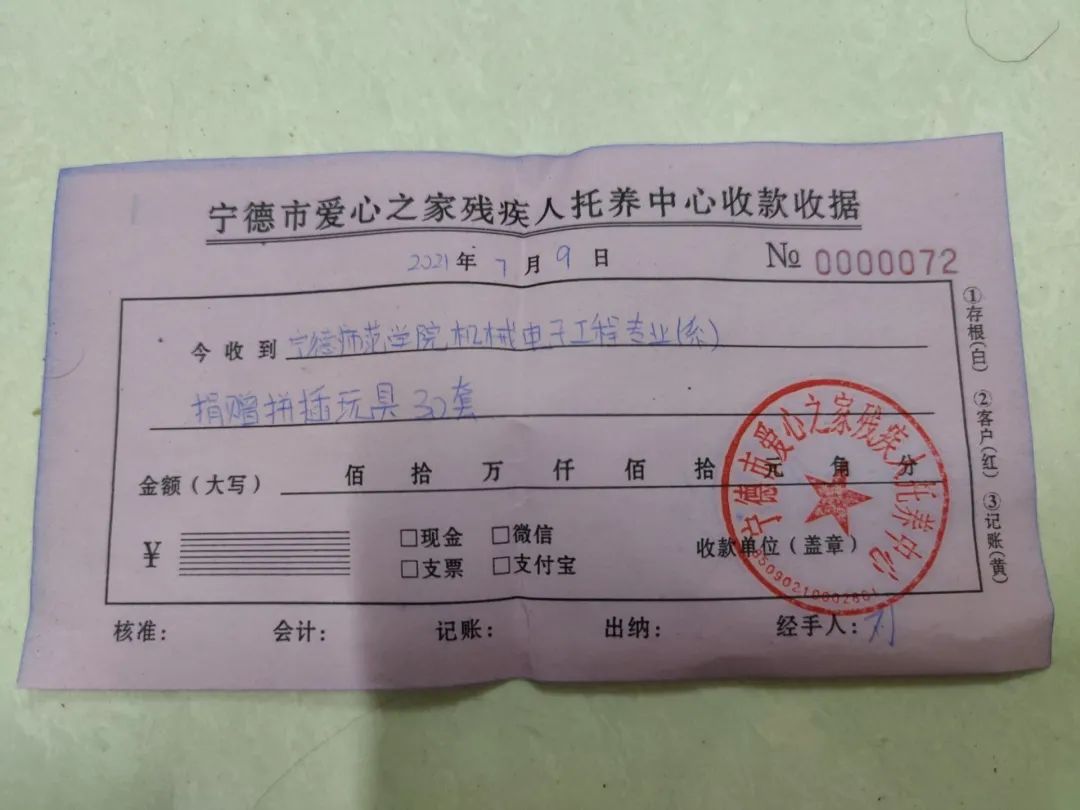 宁德市爱心之家残疾人托养中心收款收据
2021年 7月 9日 № 0000072
今收到 宁德师范学院机械电子工程专业(系)
捐赠拼插玩具30套
金额（大写） 佰 拾 万 仟 佰 拾 元 角 分
¥ □现金 □微信
□支票 □支付宝
收款单位（盖章）
核准： 会计： 记账： 出纳： 经手人：刘
①存根(白) ②客户(红) ③记账(黄)
宁德市爱心之家残疾人托养中心